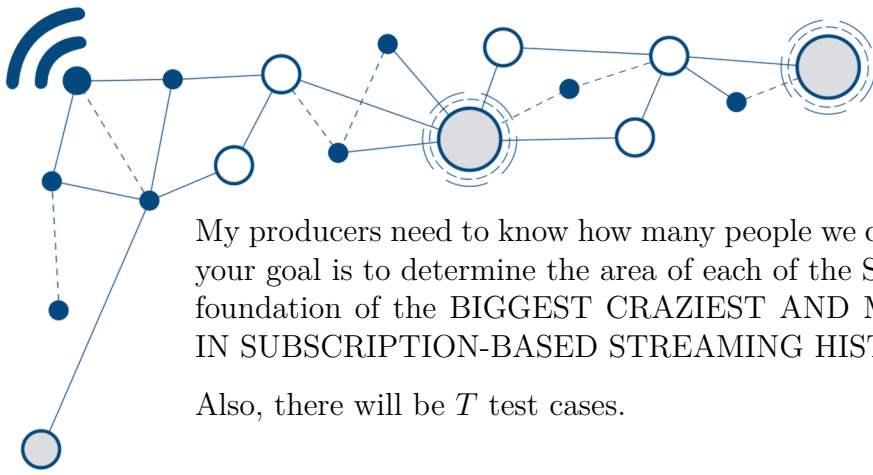 My producers need to know how many people we
your goal is to determine the area of each of the
foundation of the BIGGEST CRAZIEST AND
IN SUBSCRIPTION-BASED STREAMING
Also, there will be T test cases.